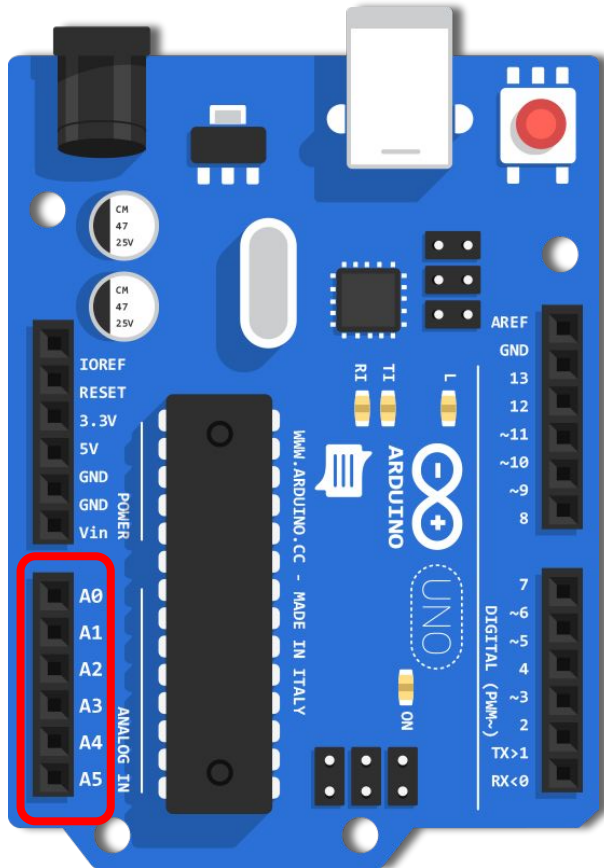 CM
47
25V
CM
47
25V
IOREF
RESET
3.3V
5V
GND
GND
Vin
POWER
A0
A1
A2
A3
A4
A5
ANALOG IN
WWW.ARDUINO.CC - MADE IN ITALY
RI
TI
L
ARDUINO
UNO
ON
AREF
GND
13
12
~11
~10
~9
8
7
~6
~5
4
~3
2
TX>1
RX<0
DIGITAL (PWM~)